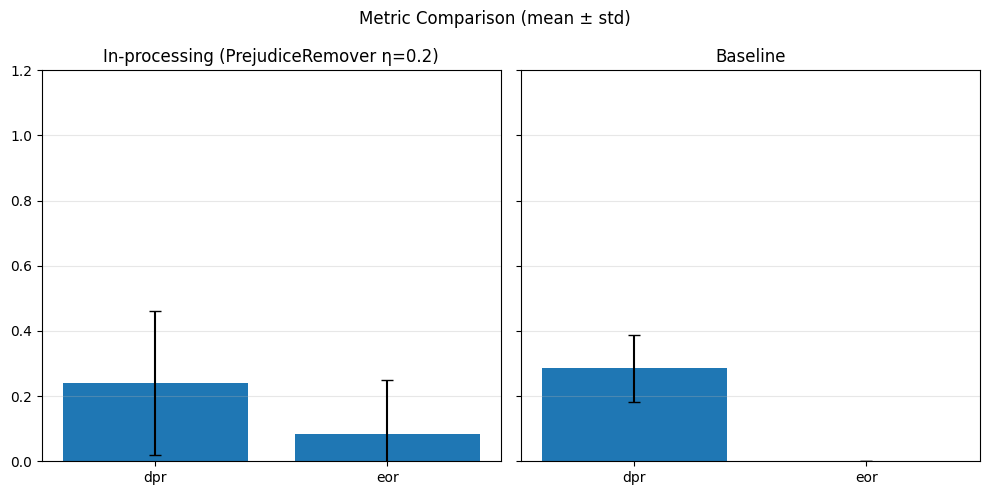 Metric Comparison (mean ± std)
In-processing (PrejudiceRemover η=0.2)
Baseline
1.2
1.0
0.8
0.6
0.4
0.2
0.0
dpr
eor
dpr
eor